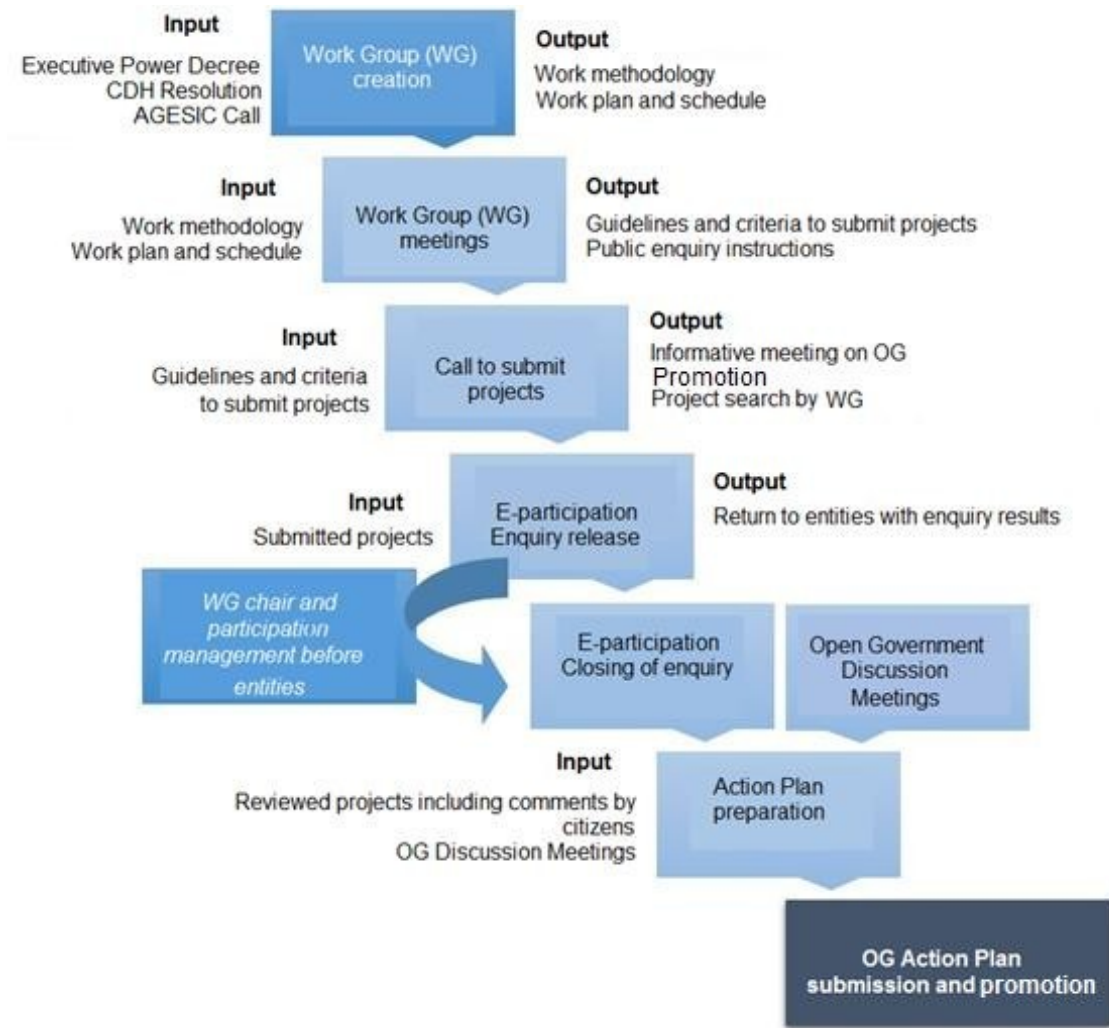 Input
Executive Power Decree
CDH Resolution
AGESIC Call
Work Group (WG)
creation
Output
Work methodology
Work plan and schedule
Input
Work methodology
Work plan and schedule
Work Group (WG)
meetings
Output
Guidelines and criteria to submit projects
Public enquiry instructions
Input
Guidelines and criteria
to submit projects
Call to submit
projects
Output
Informative meeting on OG
Promotion
Project search by WG
Input
Submitted projects
E-participation
Enquiry release
Output
Return to entities with enquiry results
WG chair and
participation
management before
entities
E-participation
Closing of enquiry
Open Government
Discussion
Meetings
Input
Reviewed projects including comments by
citizens
OG Discussion Meetings
Action Plan
preparation
OG Action Plan
submission and promotion